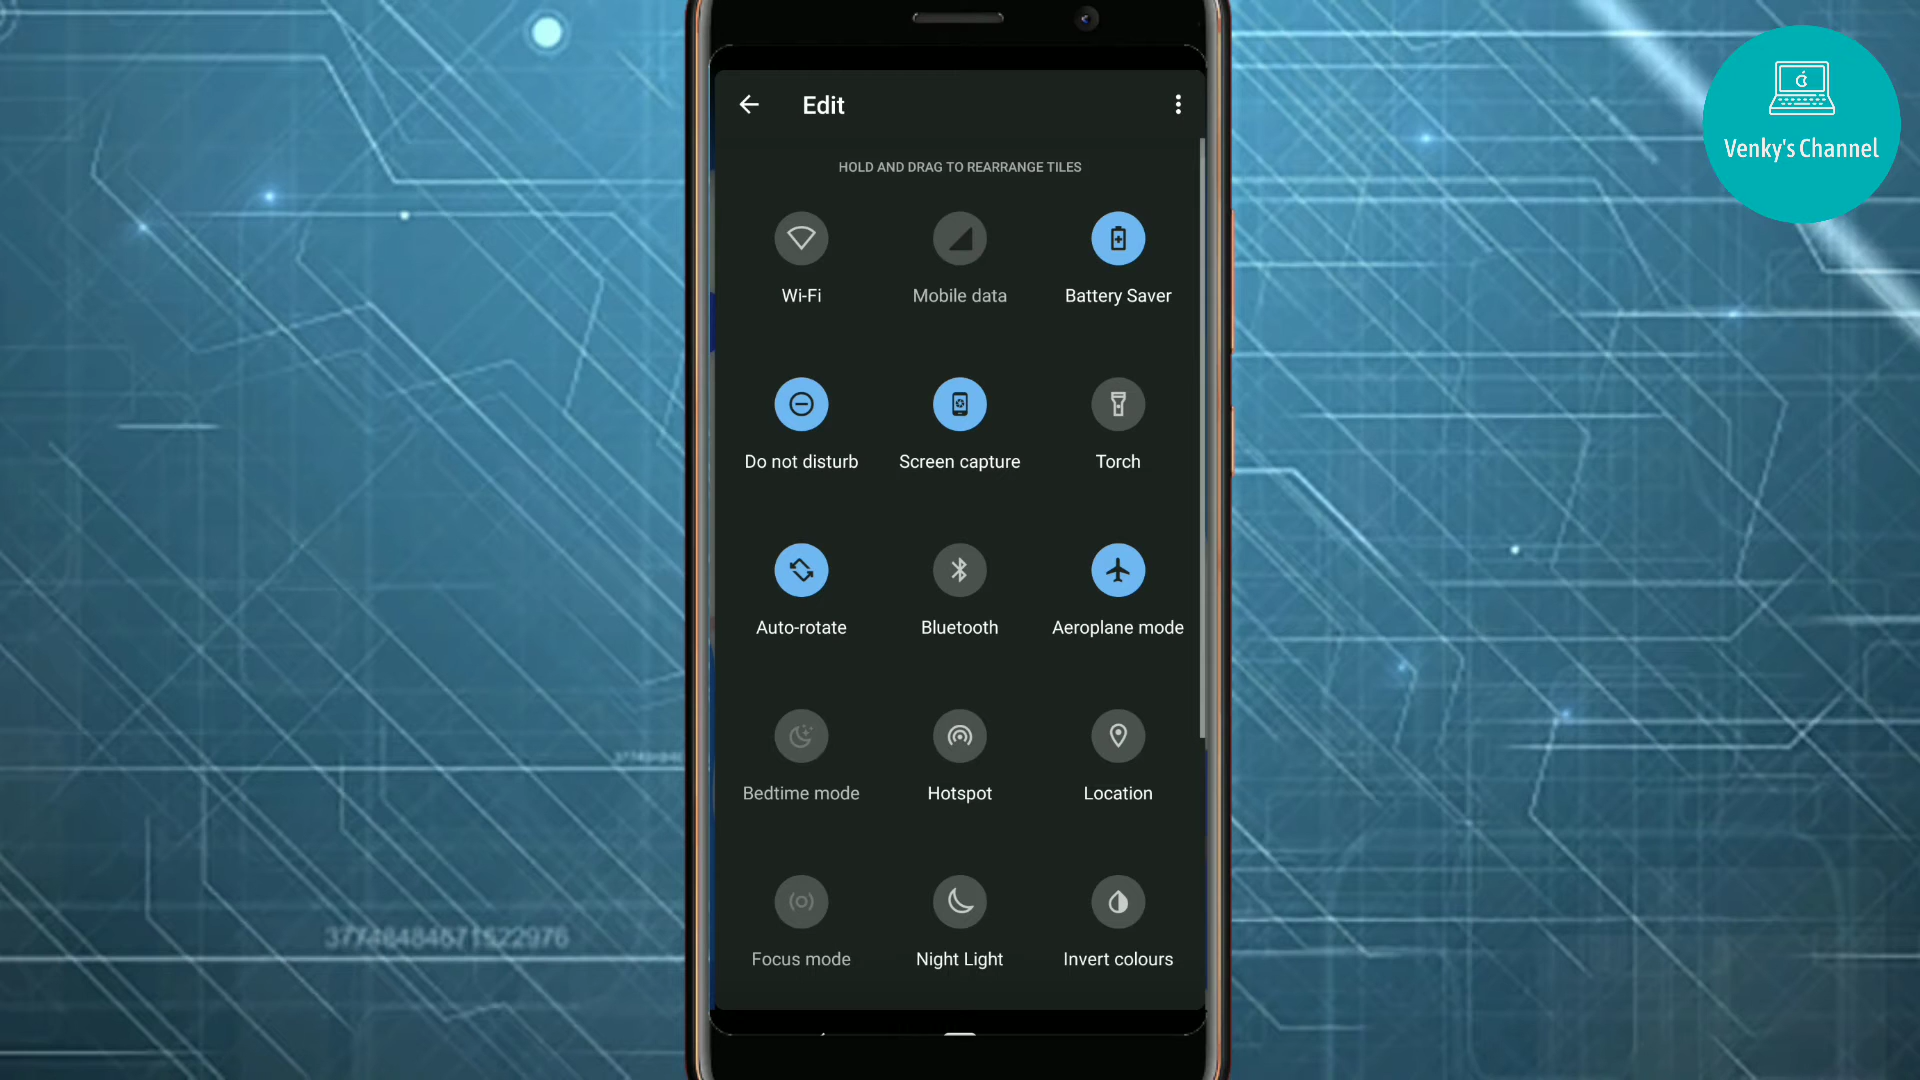 Edit
Venky's Channel
HOLD AND DRAG TO REARRANGE TILES
Wi-Fi
Mobile data
Battery Saver
Do not disturb
Screen capture
Torch
Auto-rotate
Bluetooth
Aeroplane mode
Bedtime mode
Hotspot
Location
Focus mode
Night Light
Invert colours